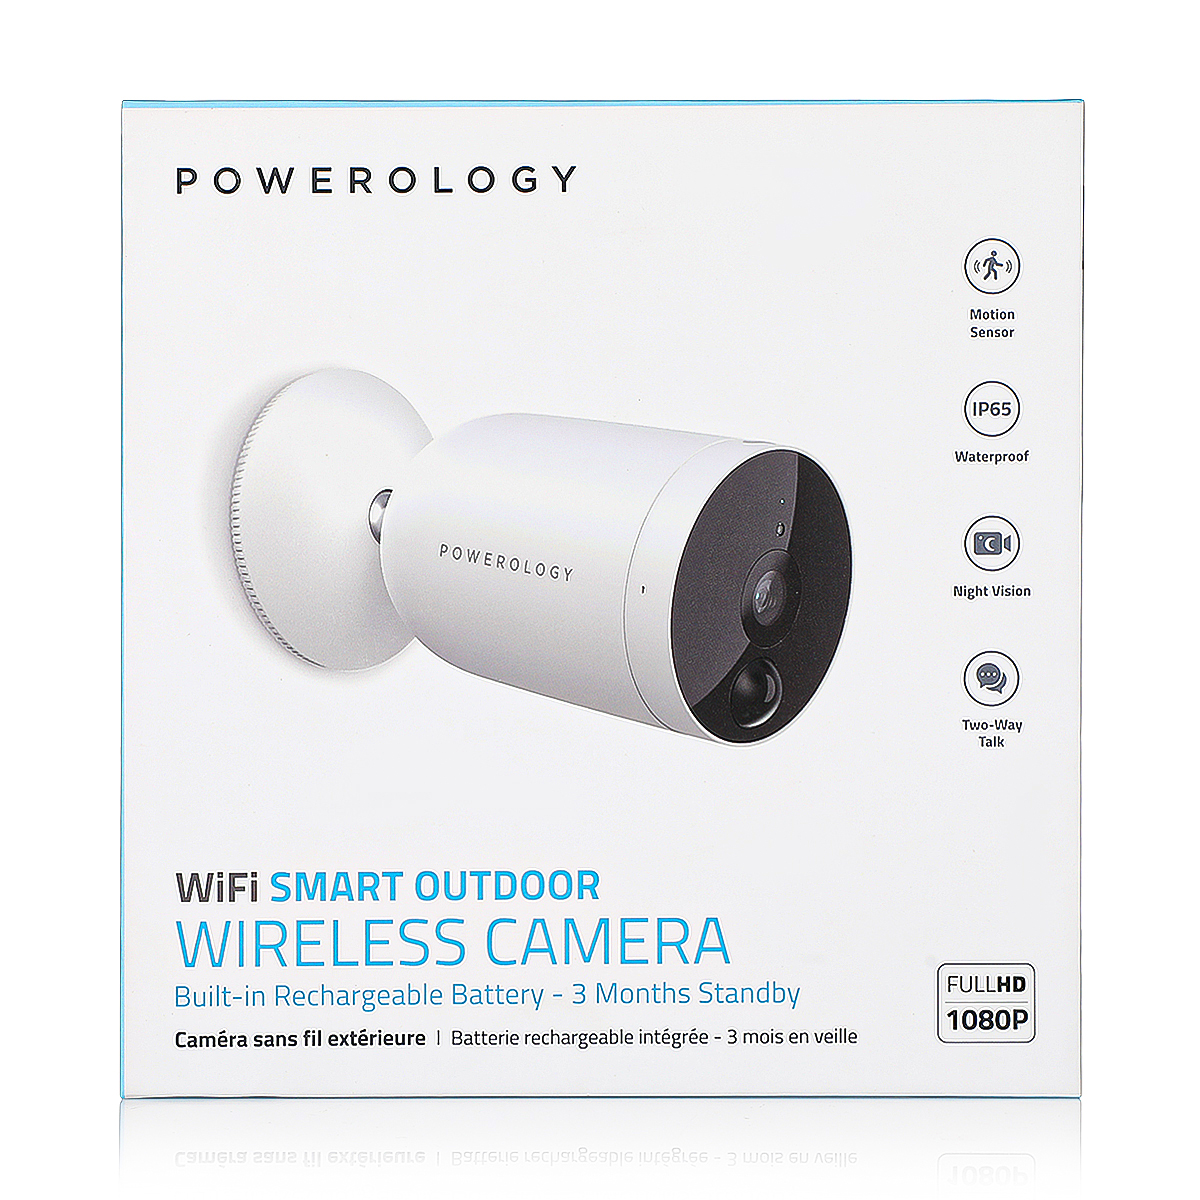 POWEROLOGY
Motion
Sensor
IP65
Waterproof
Night Vision
Two-Way
Talk
POWEROLOGY
WiFi SMART OUTDOOR
WIRELESS CAMERA
Built-in Rechargeable Battery - 3 Months Standby
Caméra sans fil extérieure | Batterie rechargeable intégrée - 3 mois en veille
FULLHD
1080P